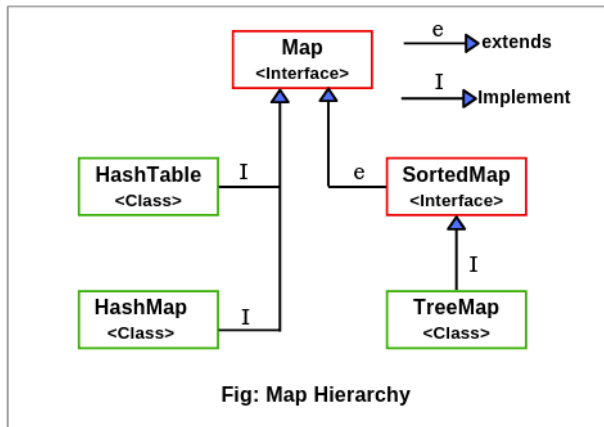 Map
<Interface>
e
extends
I
Implement
HashTable
<Class>
I
e
SortedMap
<Interface>
I
HashMap
<Class>
I
TreeMap
<Class>
Fig: Map Hierarchy